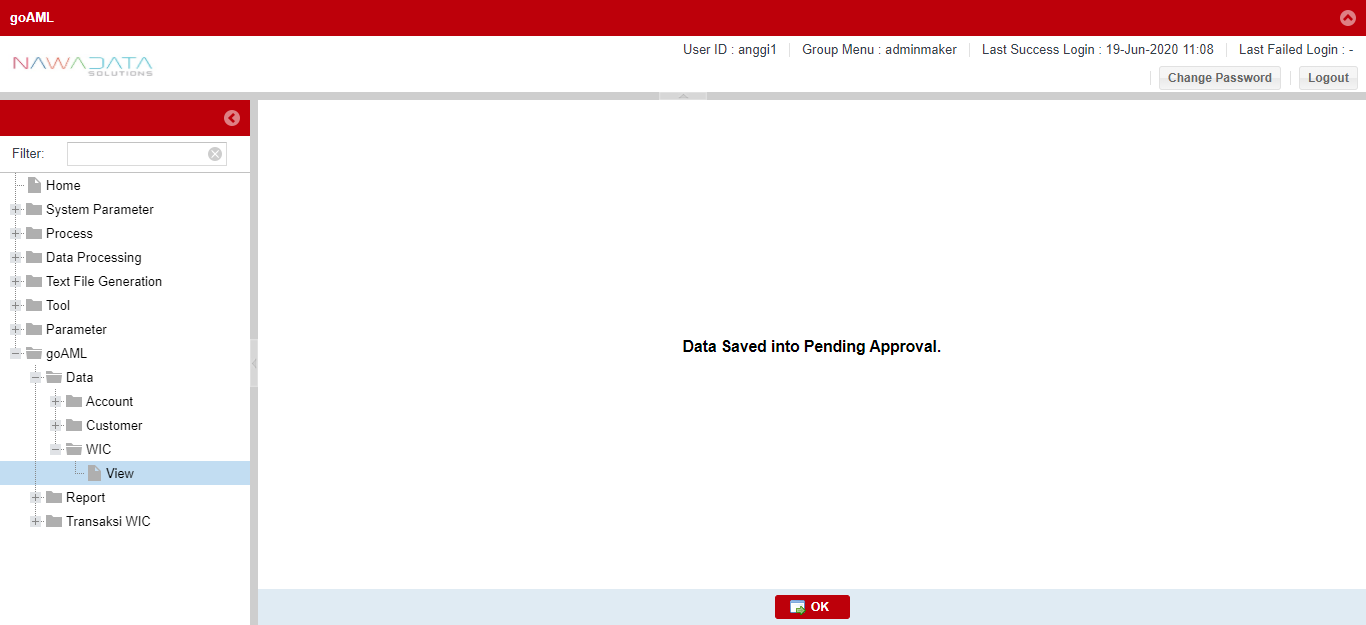 goAML
NAWADATA
SOLUTIONS
User ID : anggi1
Group Menu : adminmaker
Last Success Login : 19-Jun-2020 11:08
Last Failed Login : -
Change Password
Logout
Filter:
Home
System Parameter
Process
Data Processing
Text File Generation
Tool
Parameter
goAML
Data
Account
Customer
WIC
View
Report
Transaksi WIC
Data Saved into Pending Approval.
OK